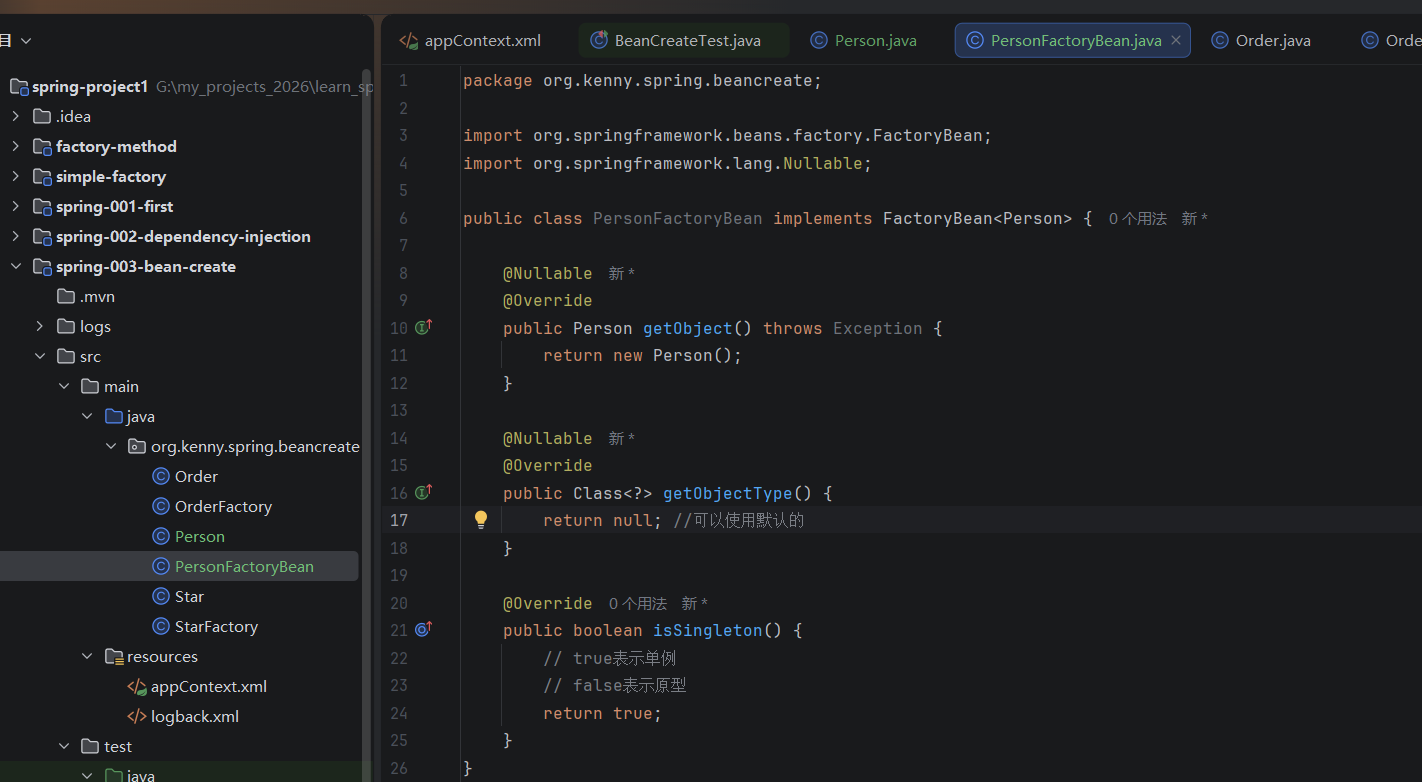 目
spring-project1 G:\my_projects_2026\learn_sp
.idea
factory-method
simple-factory
spring-001-first
spring-002-dependency-injection
spring-003-bean-create
.mvn
logs
src
main
java
org.kenny.spring.beancreate
Order
OrderFactory
Person
PersonFactoryBean
Star
StarFactory
resources
appContext.xml
logback.xml
test
java
appContext.xml BeanCreateTest.java Person.java PersonFactoryBean.java Order.java Orde
1 package org.kenny.spring.beancreate;
2
3 import org.springframework.beans.factory.FactoryBean;
4 import org.springframework.lang.Nullable;
5
6 public class PersonFactoryBean implements FactoryBean<Person> { 0 个用法 新 *
7
8 @Nullable 新 *
9 @Override
10 public Person getObject() throws Exception {
11 return new Person();
12 }
13
14 @Nullable 新 *
15 @Override
16 public Class<?> getObjectType() {
17 return null; //可以使用默认的
18 }
19
20 @Override 0 个用法 新 *
21 public boolean isSingleton() {
22 // true表示单例
23 // false表示原型
24 return true;
25 }
26 }